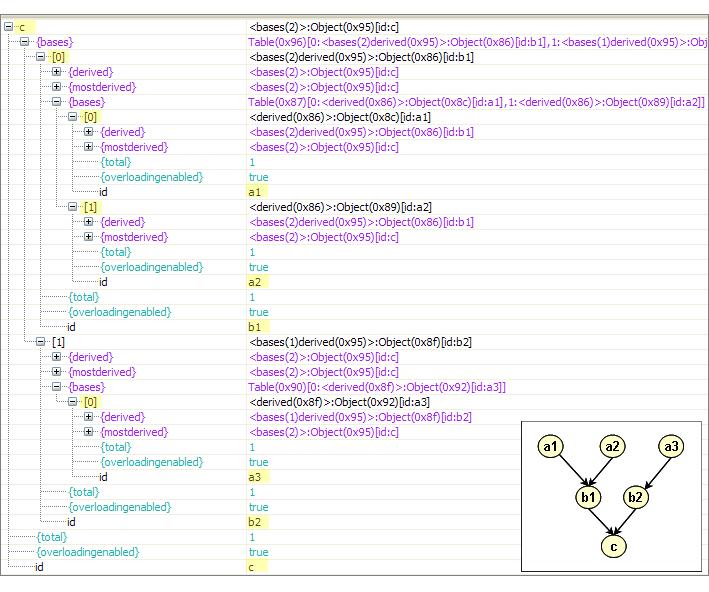 c <bases(2)>:Object(0x95)[id:c]
{bases} Table(0x96)[0:<bases(2)derived(0x95)>:Object(0x86)[id:b1],1:<bases(1)derived(0x95)>:Obj
[0] <bases(2)derived(0x95)>:Object(0x86)[id:b1]
{derived} <bases(2)>:Object(0x95)[id:c]
{mostderived} <bases(2)>:Object(0x95)[id:c]
{bases} Table(0x87)[0:<derived(0x86)>:Object(0x8c)[id:a1],1:<derived(0x86)>:Object(0x89)[id:a2]]
[0] <derived(0x86)>:Object(0x8c)[id:a1]
{derived} <bases(2)derived(0x95)>:Object(0x86)[id:b1]
{mostderived} <bases(2)>:Object(0x95)[id:c]
{total} 1
{overloadingenabled} true
id a1
[1] <derived(0x86)>:Object(0x89)[id:a2]
{derived} <bases(2)derived(0x95)>:Object(0x86)[id:b1]
{mostderived} <bases(2)>:Object(0x95)[id:c]
{total} 1
{overloadingenabled} true
id a2
{total} 1
{overloadingenabled} true
id b1
[1] <bases(1)derived(0x95)>:Object(0x8f)[id:b2]
{derived} <bases(2)>:Object(0x95)[id:c]
{mostderived} <bases(2)>:Object(0x95)[id:c]
{bases} Table(0x90)[0:<derived(0x8f)>:Object(0x92)[id:a3]]
[0] <derived(0x8f)>:Object(0x92)[id:a3]
{derived} <bases(1)derived(0x95)>:Object(0x8f)[id:b2]
{mostderived} <bases(2)>:Object(0x95)[id:c]
{total} 1
{overloadingenabled} true
id a3
{total} 1
{overloadingenabled} true
id b2
{total} 1
{overloadingenabled} true
id c
a1 a2 a3
b1 b2
c